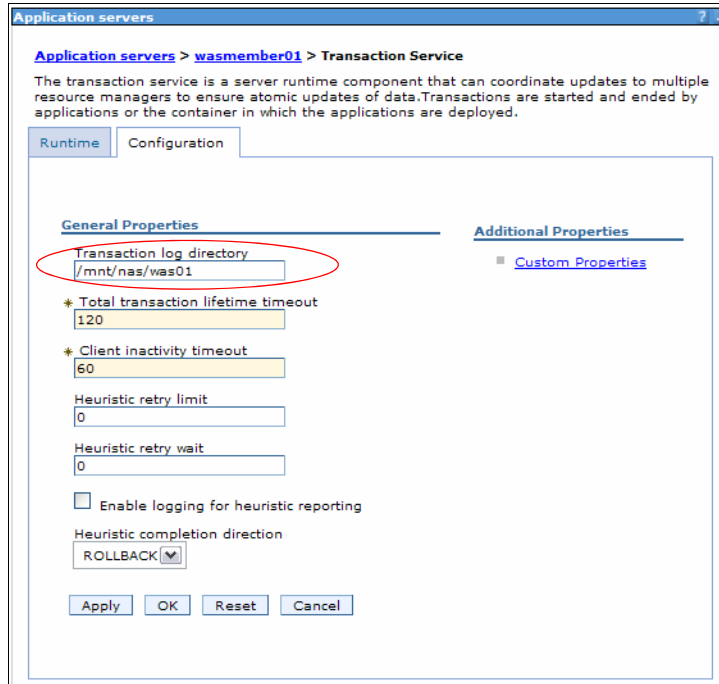 Application servers
?
Application servers > wasmember01 > Transaction Service
The transaction service is a server runtime component that can coordinate updates to multiple
resource managers to ensure atomic updates of data.Transactions are started and ended by
applications or the container in which the applications are deployed.
Runtime
Configuration
General Properties
Transaction log directory
/mnt/nas/was01
* Total transaction lifetime timeout
120
* Client inactivity timeout
60
Heuristic retry limit
0
Heuristic retry wait
0
Enable logging for heuristic reporting
Heuristic completion direction
ROLLBACK
Apply
OK
Reset
Cancel
Additional Properties
Custom Properties